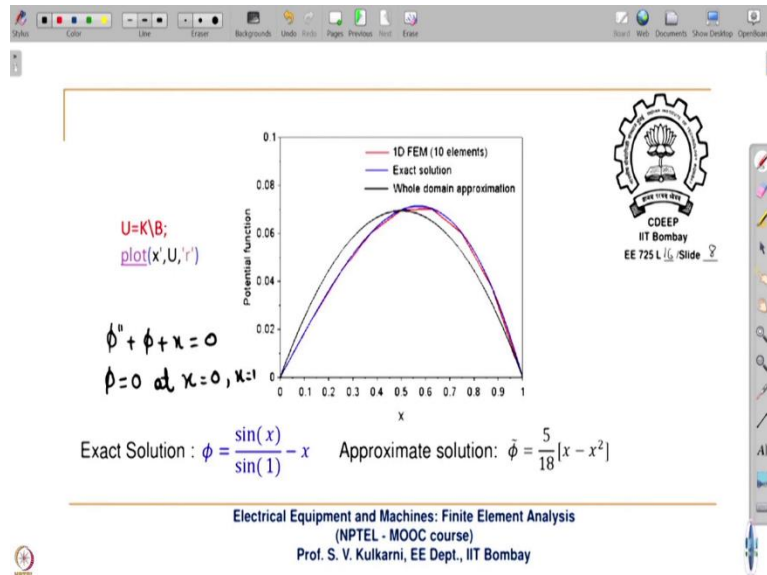 Stylus Color Line Eraser Backgrounds Undo Redo Pages Previous Next Erase Board Web Documents Show Desktop OpenBoard
0.1
1D FEM (10 elements)
Exact solution
Whole domain approximation
0.08
0.06
0.04
0.02
0
Potential function
0 0.1 0.2 0.3 0.4 0.5 0.6 0.7 0.8 0.9 1
x
U=K\B;
plot(x',U,'r')
ϕ" + ϕ + x = 0
ϕ=0 at x=0, x=1
CDEEP
IIT Bombay
EE 725 L 16 /Slide 8
Exact Solution : ϕ = sin(x)/sin(1) − x Approximate solution: ϕ̃ = 5/18 [x − x²]
Electrical Equipment and Machines: Finite Element Analysis
(NPTEL - MOOC course)
Prof. S. V. Kulkarni, EE Dept., IIT Bombay